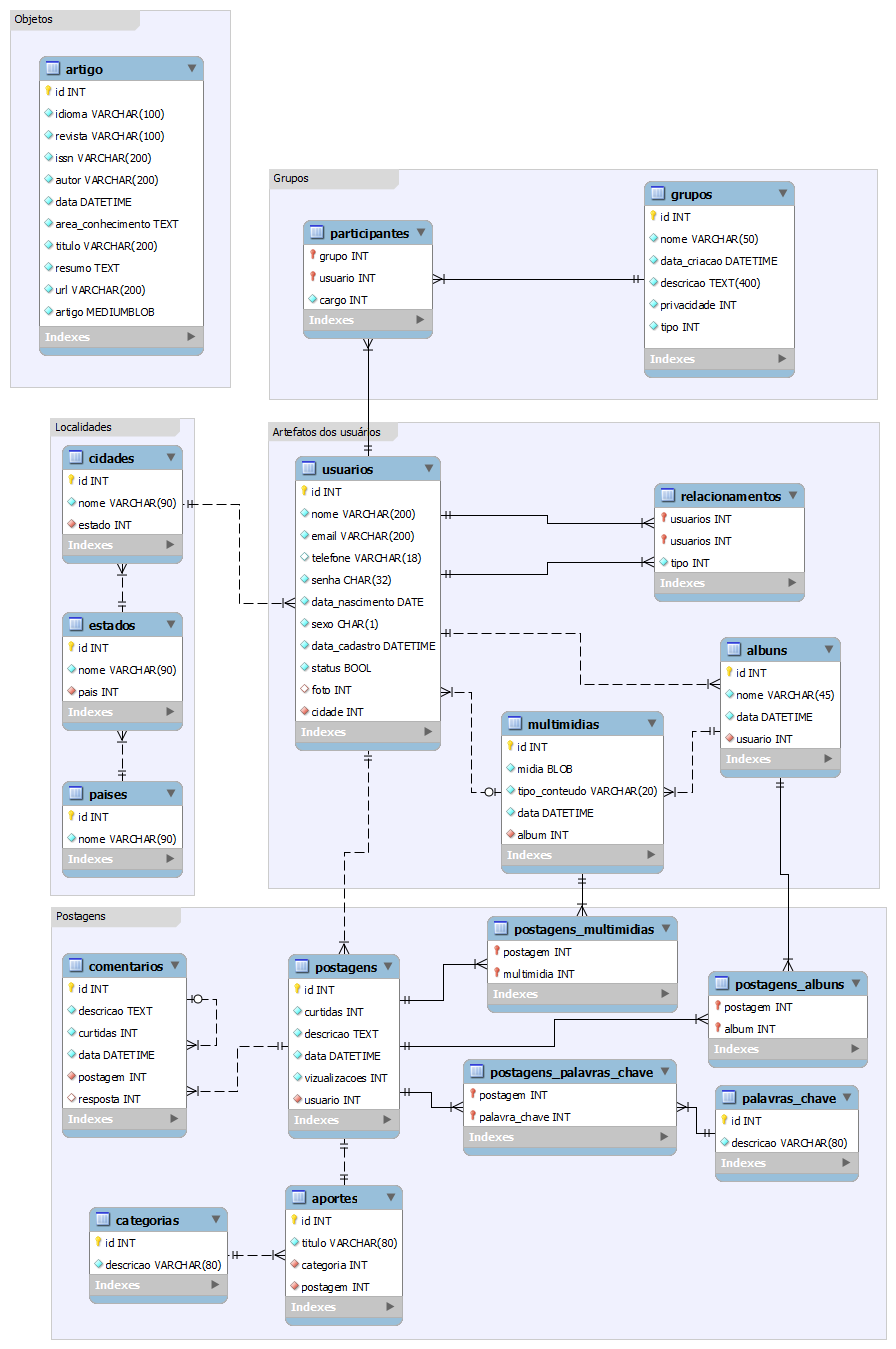 Objetos
artigo
id INT
idioma VARCHAR(100)
revista VARCHAR(100)
issn VARCHAR(200)
autor VARCHAR(200)
data DATETIME
area_conhecimento TEXT
titulo VARCHAR(200)
resumo TEXT
url VARCHAR(200)
artigo MEDIUMBLOB
Indexes
Grupos
participantes
grupo INT
usuario INT
cargo INT
Indexes
grupos
id INT
nome VARCHAR(50)
data_criacao DATETIME
descricao TEXT(400)
privacidade INT
tipo INT
Indexes
Localidades
cidades
id INT
nome VARCHAR(90)
estado INT
Indexes
estados
id INT
nome VARCHAR(90)
pais INT
Indexes
paises
id INT
nome VARCHAR(90)
Indexes
Artefatos dos usuários
usuarios
id INT
nome VARCHAR(200)
email VARCHAR(200)
telefone VARCHAR(18)
senha CHAR(32)
data_nascimento DATE
sexo CHAR(1)
data_cadastro DATETIME
status BOOL
foto INT
cidade INT
Indexes
relacionamentos
usuarios INT
usuarios INT
tipo INT
Indexes
albuns
id INT
nome VARCHAR(45)
data DATETIME
usuario INT
Indexes
multimidias
id INT
midia BLOB
tipo_conteudo VARCHAR(20)
data DATETIME
album INT
Indexes
Postagens
comentarios
id INT
descricao TEXT
curtidas INT
data DATETIME
postagem INT
resposta INT
Indexes
postagens
id INT
curtidas INT
descricao TEXT
data DATETIME
vizualizacoes INT
usuario INT
Indexes
postagens_multimidias
postagem INT
multimidia INT
Indexes
postagens_albuns
postagem INT
album INT
Indexes
postagens_palavras_chave
postagem INT
palavra_chave INT
Indexes
palavras_chave
id INT
descricao VARCHAR(80)
Indexes
categorias
id INT
descricao VARCHAR(80)
Indexes
aportes
id INT
titulo VARCHAR(80)
categoria INT
postagem INT
Indexes